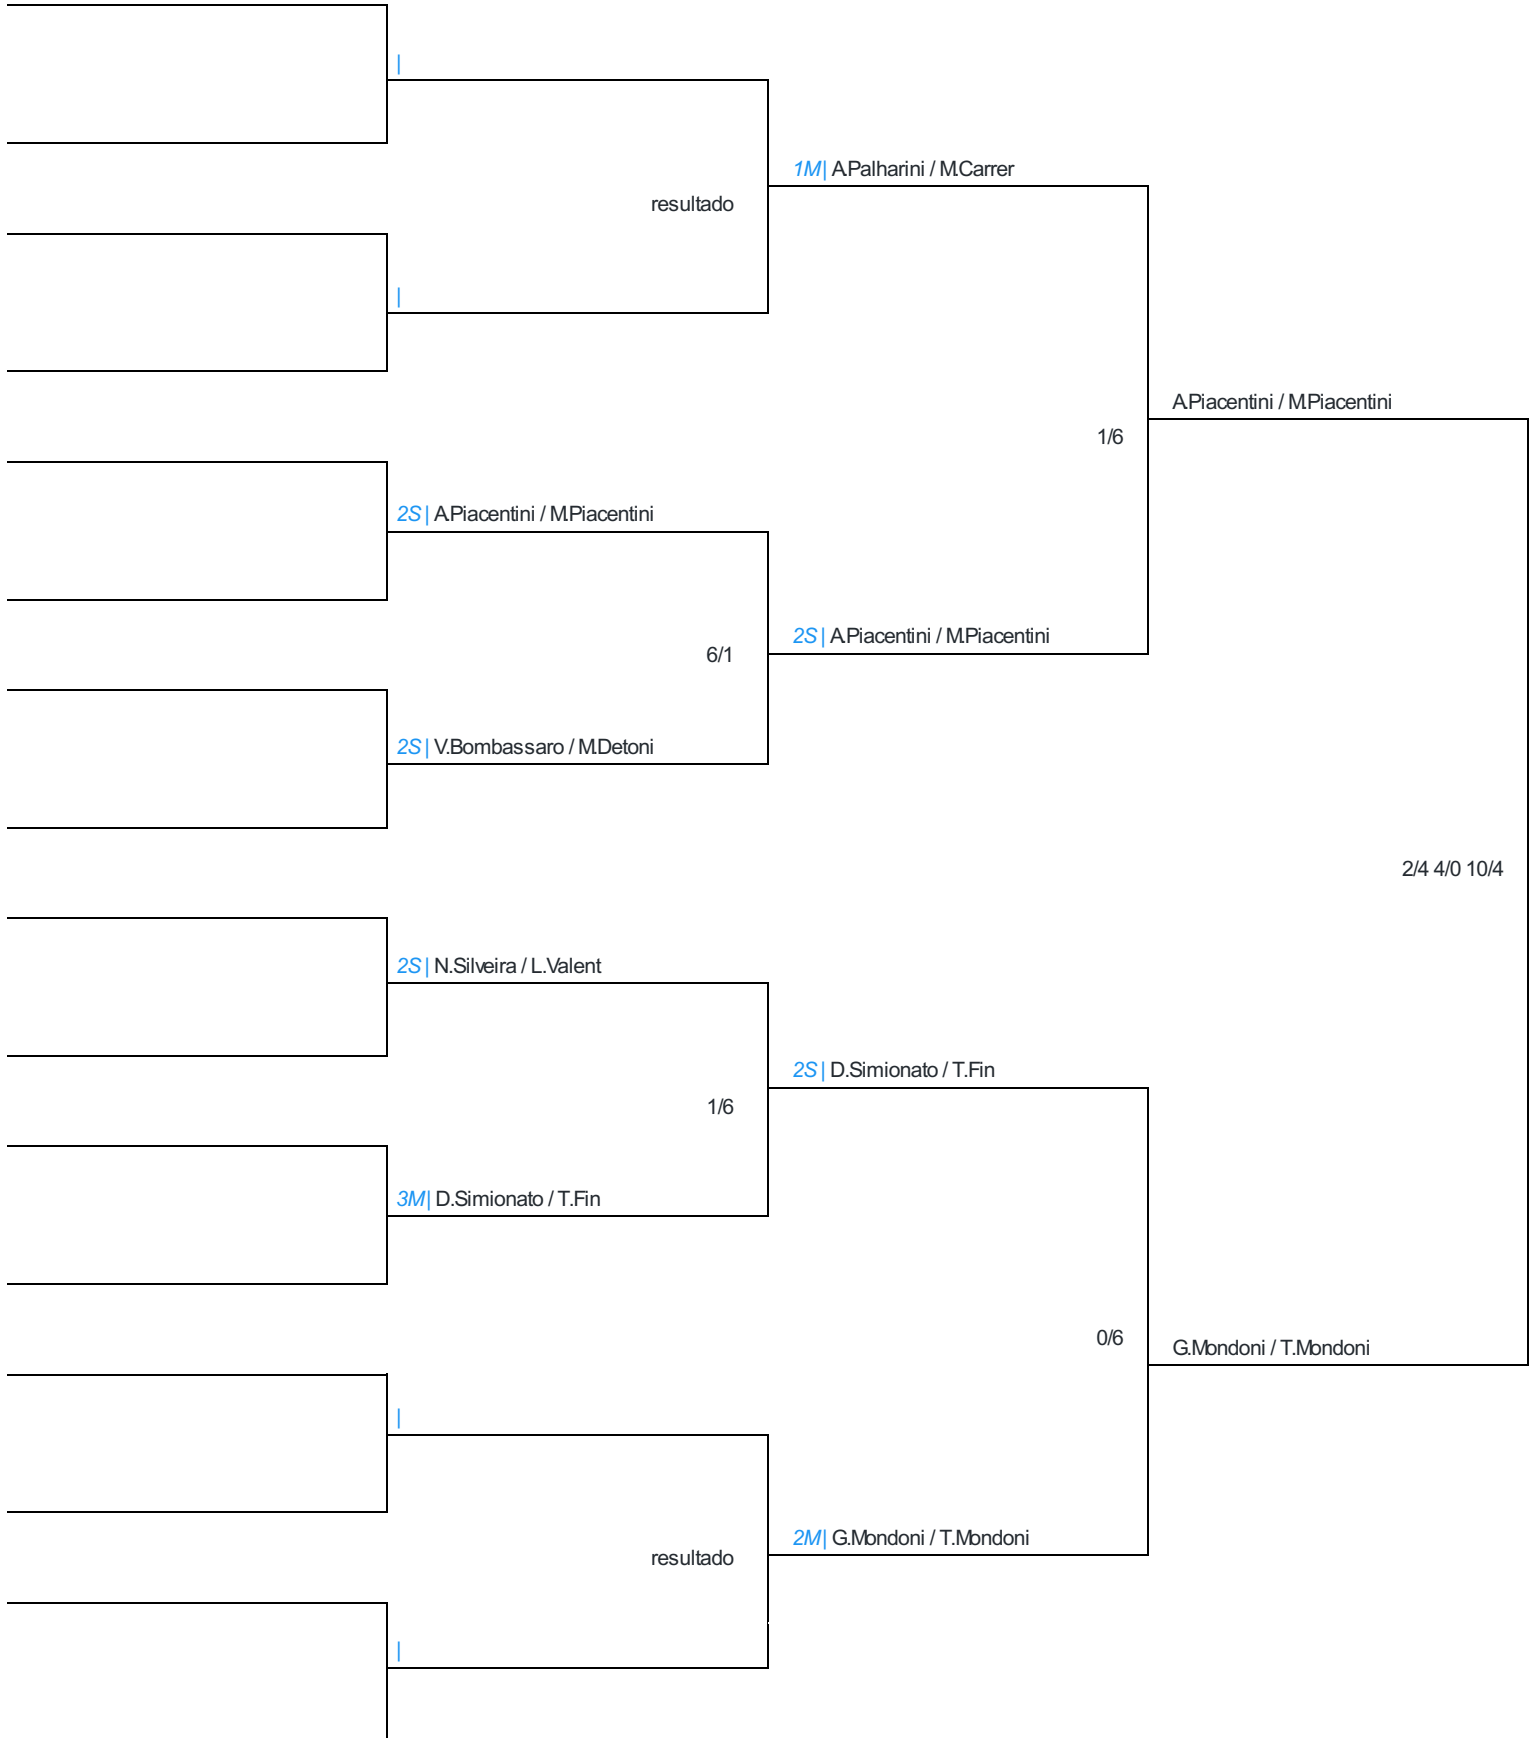 |
1M| A.Palharini / M.Carrer
resultado
|
A.Piacentini / M.Piacentini
1/6
2S| A.Piacentini / M.Piacentini
2S| A.Piacentini / M.Piacentini
6/1
2S| V.Bombassaro / M.Detoni
2/4 4/0 10/4
2S| N.Silveira / L.Valent
2S| D.Simionato / T.Fin
1/6
3M| D.Simionato / T.Fin
0/6
G.Mondoni / T.Mondoni
|
2M| G.Mondoni / T.Mondoni
resultado
|